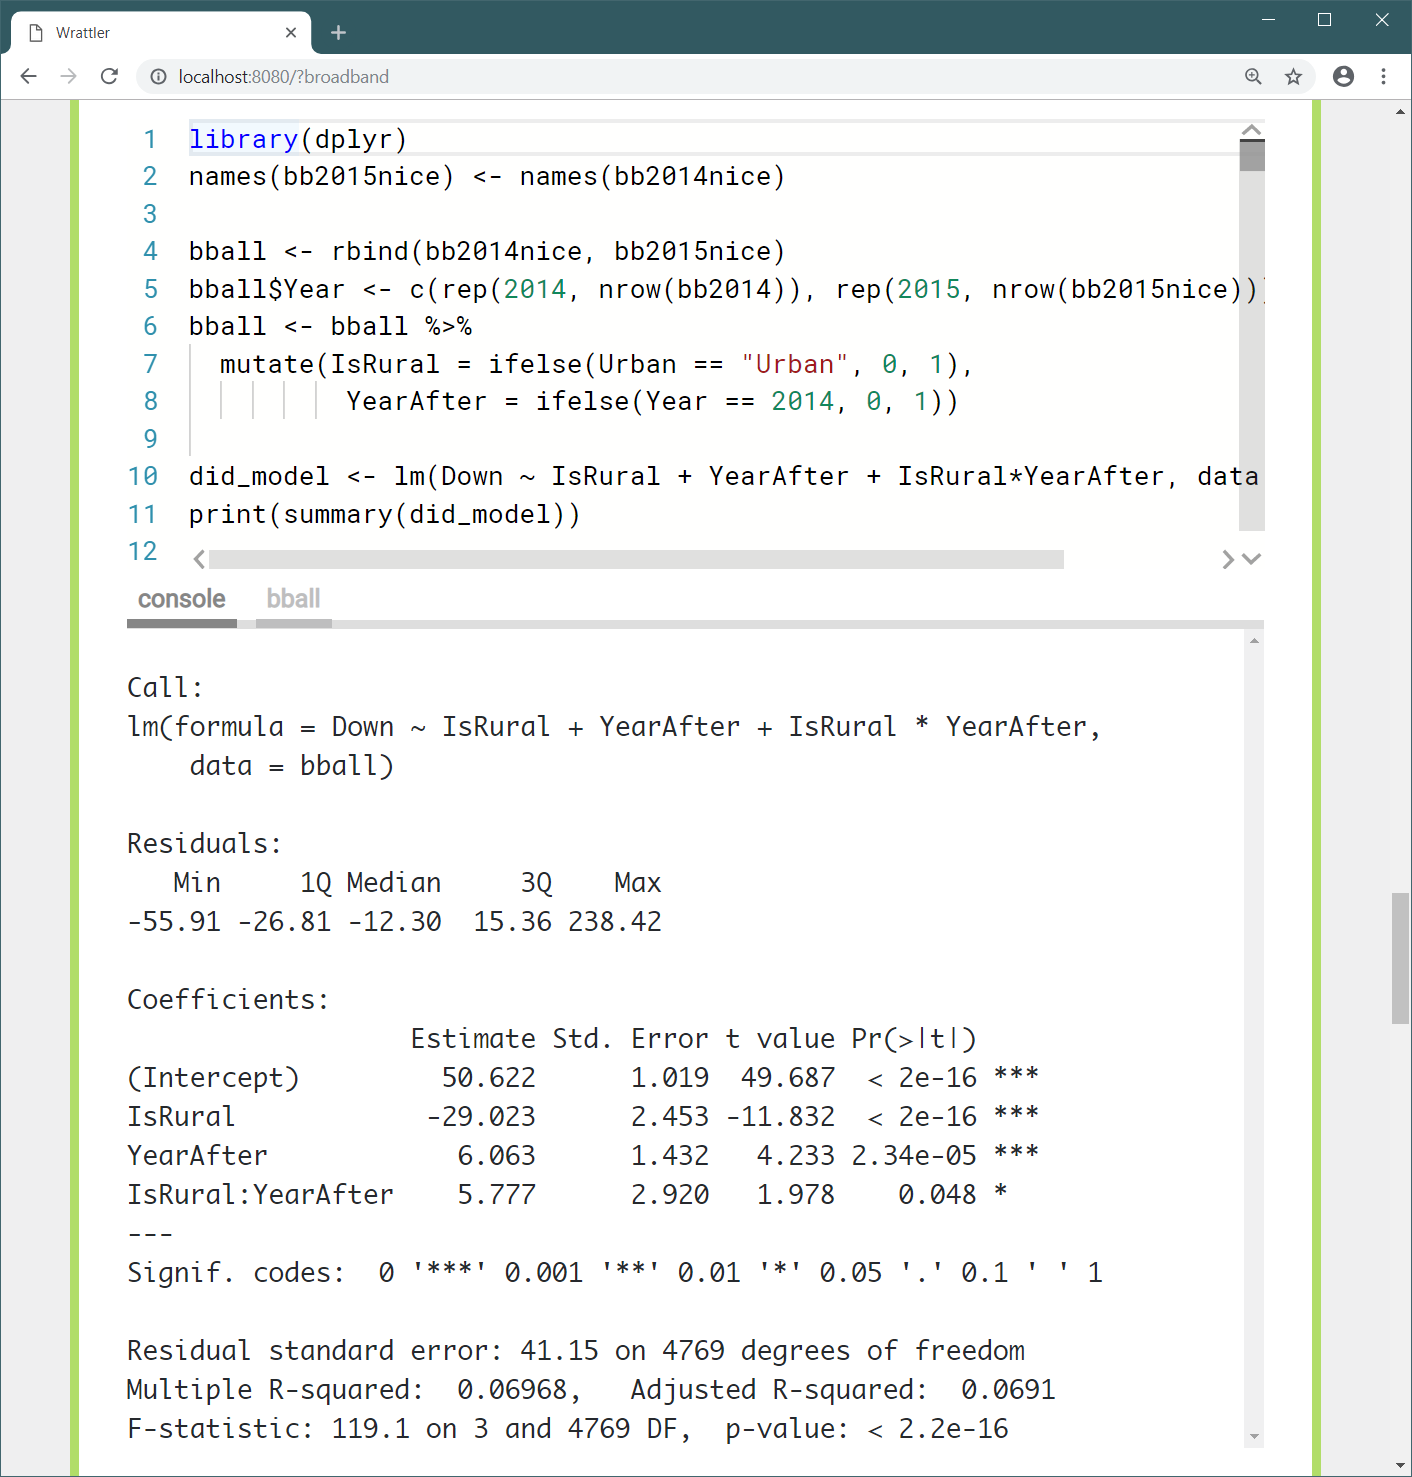 Wrattler
localhost:8080/?broadband
1 library(dplyr)
2 names(bb2015nice) <- names(bb2014nice)
3
4 bball <- rbind(bb2014nice, bb2015nice)
5 bball$Year <- c(rep(2014, nrow(bb2014)), rep(2015, nrow(bb2015nice)))
6 bball <- bball %>%
7 mutate(IsRural = ifelse(Urban == "Urban", 0, 1),
8 YearAfter = ifelse(Year == 2014, 0, 1))
9
10 did_model <- lm(Down ~ IsRural + YearAfter + IsRural*YearAfter, data
11 print(summary(did_model))
12
console bball
Call:
lm(formula = Down ~ IsRural + YearAfter + IsRural * YearAfter,
data = bball)
Residuals:
Min 1Q Median 3Q Max
-55.91 -26.81 -12.30 15.36 238.42
Coefficients:
Estimate Std. Error t value Pr(>|t|)
(Intercept) 50.622 1.019 49.687 < 2e-16 ***
IsRural -29.023 2.453 -11.832 < 2e-16 ***
YearAfter 6.063 1.432 4.233 2.34e-05 ***
IsRural:YearAfter 5.777 2.920 1.978 0.048 *
---
Signif. codes: 0 '***' 0.001 '**' 0.01 '*' 0.05 '.' 0.1 ' ' 1
Residual standard error: 41.15 on 4769 degrees of freedom
Multiple R-squared: 0.06968, Adjusted R-squared: 0.0691
F-statistic: 119.1 on 3 and 4769 DF, p-value: < 2.2e-16